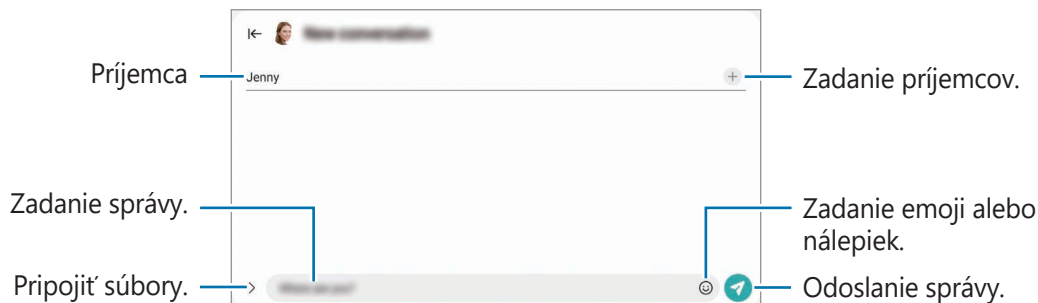 Príjemca
Jenny
Zadanie príjemcov.
Zadanie správy.
Zadanie emoji alebo
nálepiek.
Pripojiť súbory.
Odoslanie správy.